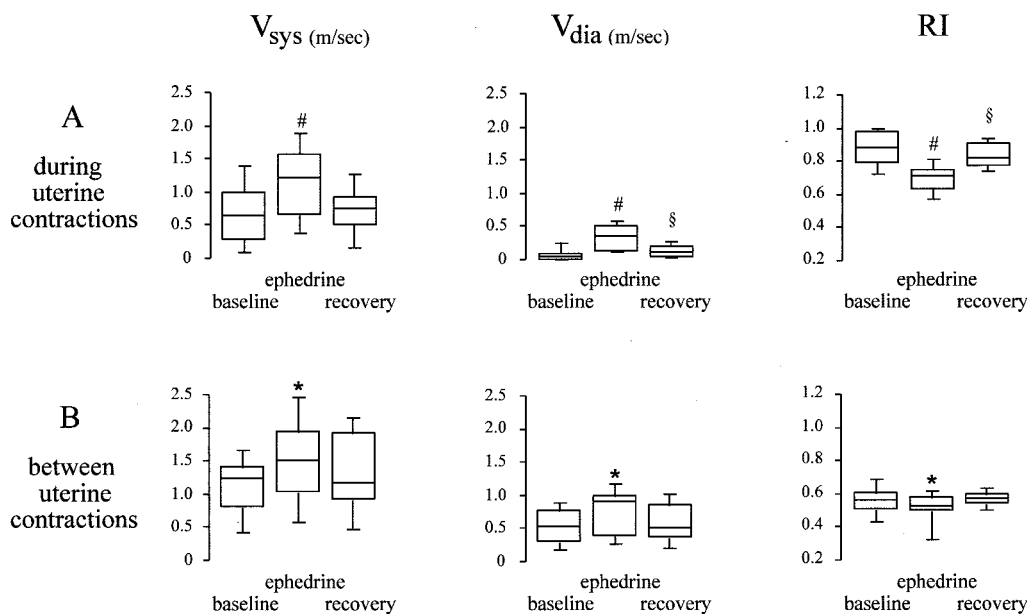 V sys (m/sec)
V dia (m/sec)
RI
A
during
uterine
contractions
2.5
2.0
1.5
1.0
0.5
0
#
ephedrine
baseline recovery
2.5
2.0
1.5
1.0
0.5
0
#
§
ephedrine
baseline recovery
1.2
1.0
0.8
0.6
0.4
0.2
#
§
ephedrine
baseline recovery
B
between
uterine
contractions
2.5
2.0
1.5
1.0
0.5
0
*
ephedrine
baseline recovery
2.5
2.0
1.5
1.0
0.5
0
*
ephedrine
baseline recovery
1.2
1.0
0.8
0.6
0.4
0.2
*
ephedrine
baseline recovery